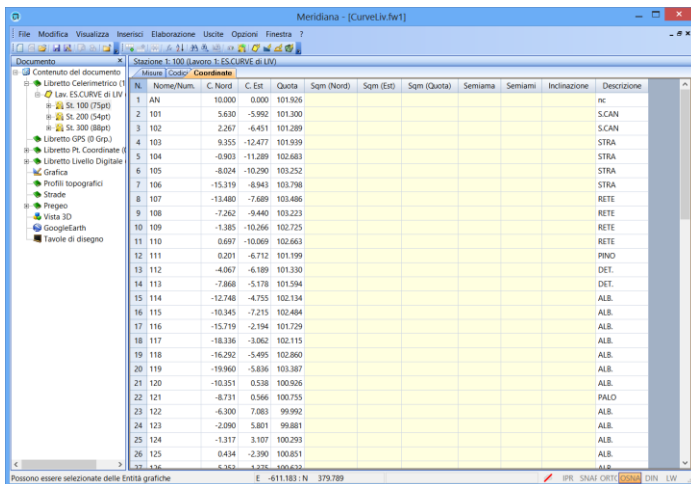 Meridiana - [CurveLiv.fw1]
File Modifica Visualizza Inserisci Elaborazione Uscite Opzioni Finestra ?
Documento
Contenuto del documento
Libretto Celerimetrico (1
Lav. ES.CURVE di LIV (
St. 100 (75pt)
St. 200 (54pt)
St. 300 (88pt)
Libretto GPS (0 Grp.)
Libretto Pt. Coordinate (0
Libretto Livello Digitale (
Grafica
Profili topografici
Strade
Pregeo
Vista 3D
GoogleEarth
Tavole di disegno
Stazione 1: 100 (Lavoro 1: ES.CURVE di LIV)
Misure Codici Coordinate
N. Nome/Num. C. Nord C. Est Quota Sqm (Nord) Sqm (Est) Sqm (Quota) Semiama Semiami Inclinazione Descrizione
1 AN 10.000 0.000 101.926 nc
2 101 5.630 -5.992 101.300 S.CAN
3 102 2.267 -6.451 101.289 S.CAN
4 103 9.355 -12.477 101.939 STRA
5 104 -0.903 -11.289 102.683 STRA
6 105 -8.024 -10.290 103.252 STRA
7 106 -15.319 -8.943 103.798 STRA
8 107 -13.480 -7.689 103.486 RETE
9 108 -7.262 -9.440 103.223 RETE
10 109 -1.385 -10.266 102.725 RETE
11 110 0.697 -10.069 102.663 RETE
12 111 0.201 -6.712 101.199 PINO
13 112 -4.067 -6.189 101.330 DET.
14 113 -7.868 -5.178 101.594 DET.
15 114 -12.748 -4.755 102.134 ALB.
16 115 -10.345 -7.215 102.484 ALB.
17 116 -15.719 -2.194 101.729 ALB.
18 117 -18.336 -3.062 102.115 ALB.
19 118 -16.292 -5.495 102.860 ALB.
20 119 -19.960 -5.836 103.387 ALB.
21 120 -10.351 0.538 100.926 ALB.
22 121 -8.731 0.566 100.755 PALO
23 122 -6.300 7.083 99.992 ALB.
24 123 -2.090 5.801 99.881 ALB.
25 124 -1.317 3.107 100.293 ALB.
26 125 0.434 -2.390 100.851 ALB.
Possono essere selezionate delle Entità grafiche E -611.183 : N 379.789 IPR SNAF ORTC OSNA DIN LW